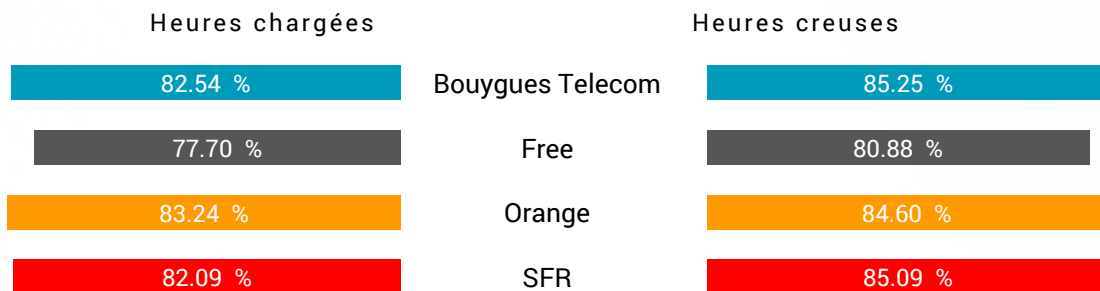 Heures chargées Heures creuses
82.54 % Bouygues Telecom 85.25 %
77.70 % Free 80.88 %
83.24 % Orange 84.60 %
82.09 % SFR 85.09 %